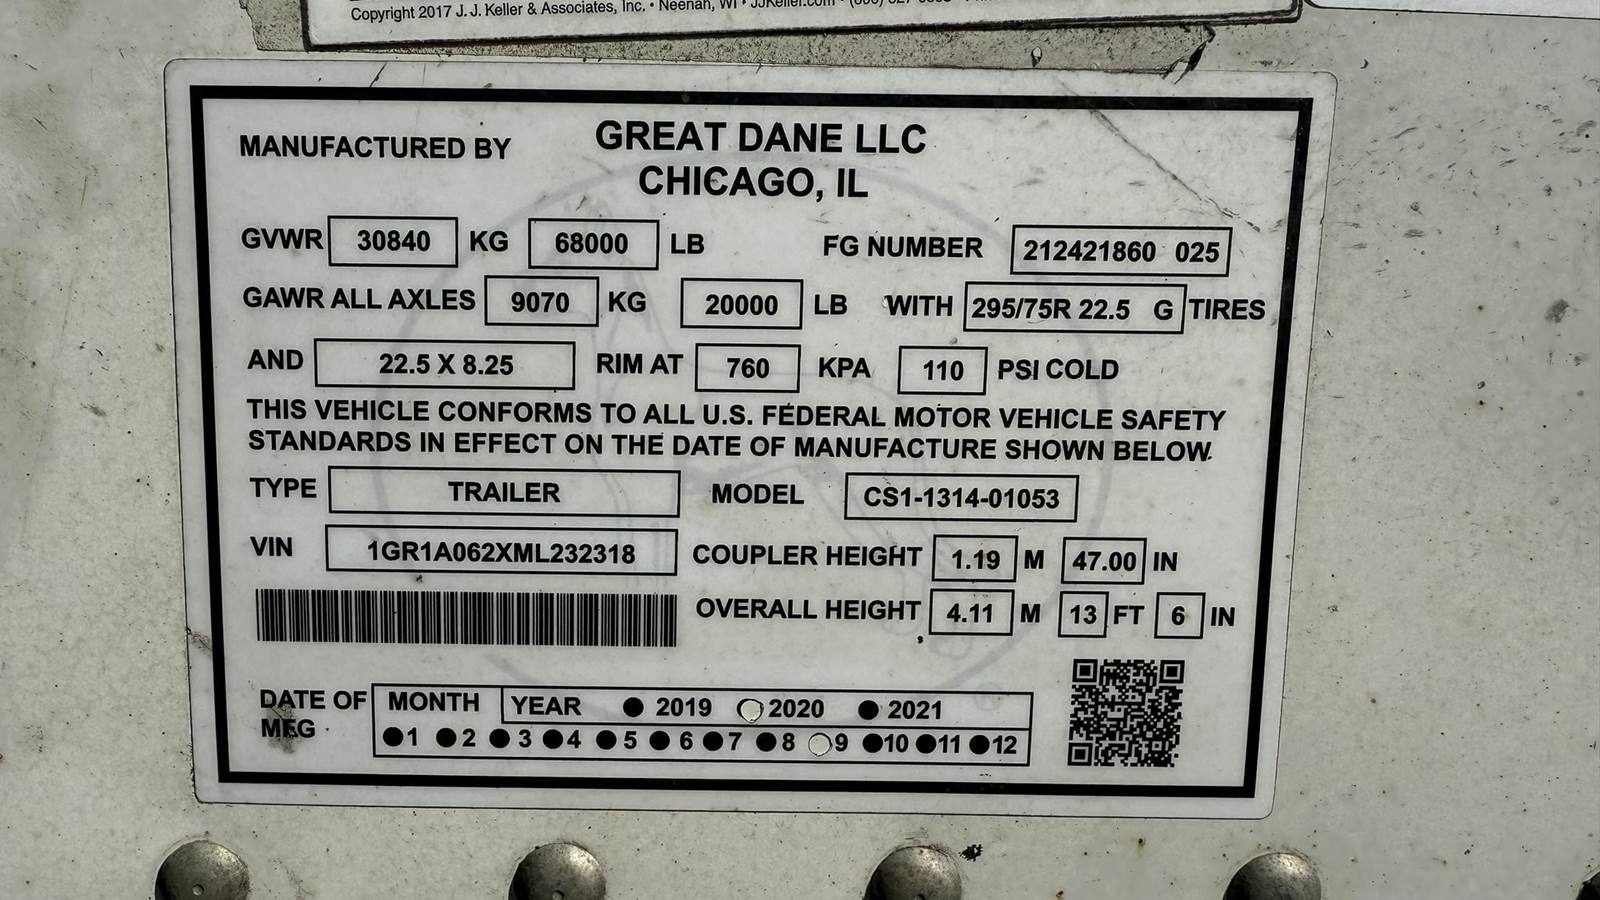 Copyright 2017 J. J. Keller & Associates, Inc. • Neenah, WI • JJKeller.com •
MANUFACTURED BY GREAT DANE LLC
CHICAGO, IL
GVWR 30840 KG 68000 LB FG NUMBER 212421860 025
GAWR ALL AXLES 9070 KG 20000 LB WITH 295/75R 22.5 G TIRES
AND 22.5 X 8.25 RIM AT 760 KPA 110 PSI COLD
THIS VEHICLE CONFORMS TO ALL U.S. FEDERAL MOTOR VEHICLE SAFETY
STANDARDS IN EFFECT ON THE DATE OF MANUFACTURE SHOWN BELOW.
TYPE TRAILER MODEL CS1-1314-01053
VIN 1GR1A062XML232318 COUPLER HEIGHT 1.19 M 47.00 IN
OVERALL HEIGHT 4.11 M 13 FT 6 IN
DATE OF MONTH YEAR 2019 2020 2021
MFG 1 2 3 4 5 6 7 8 9 10 11 12